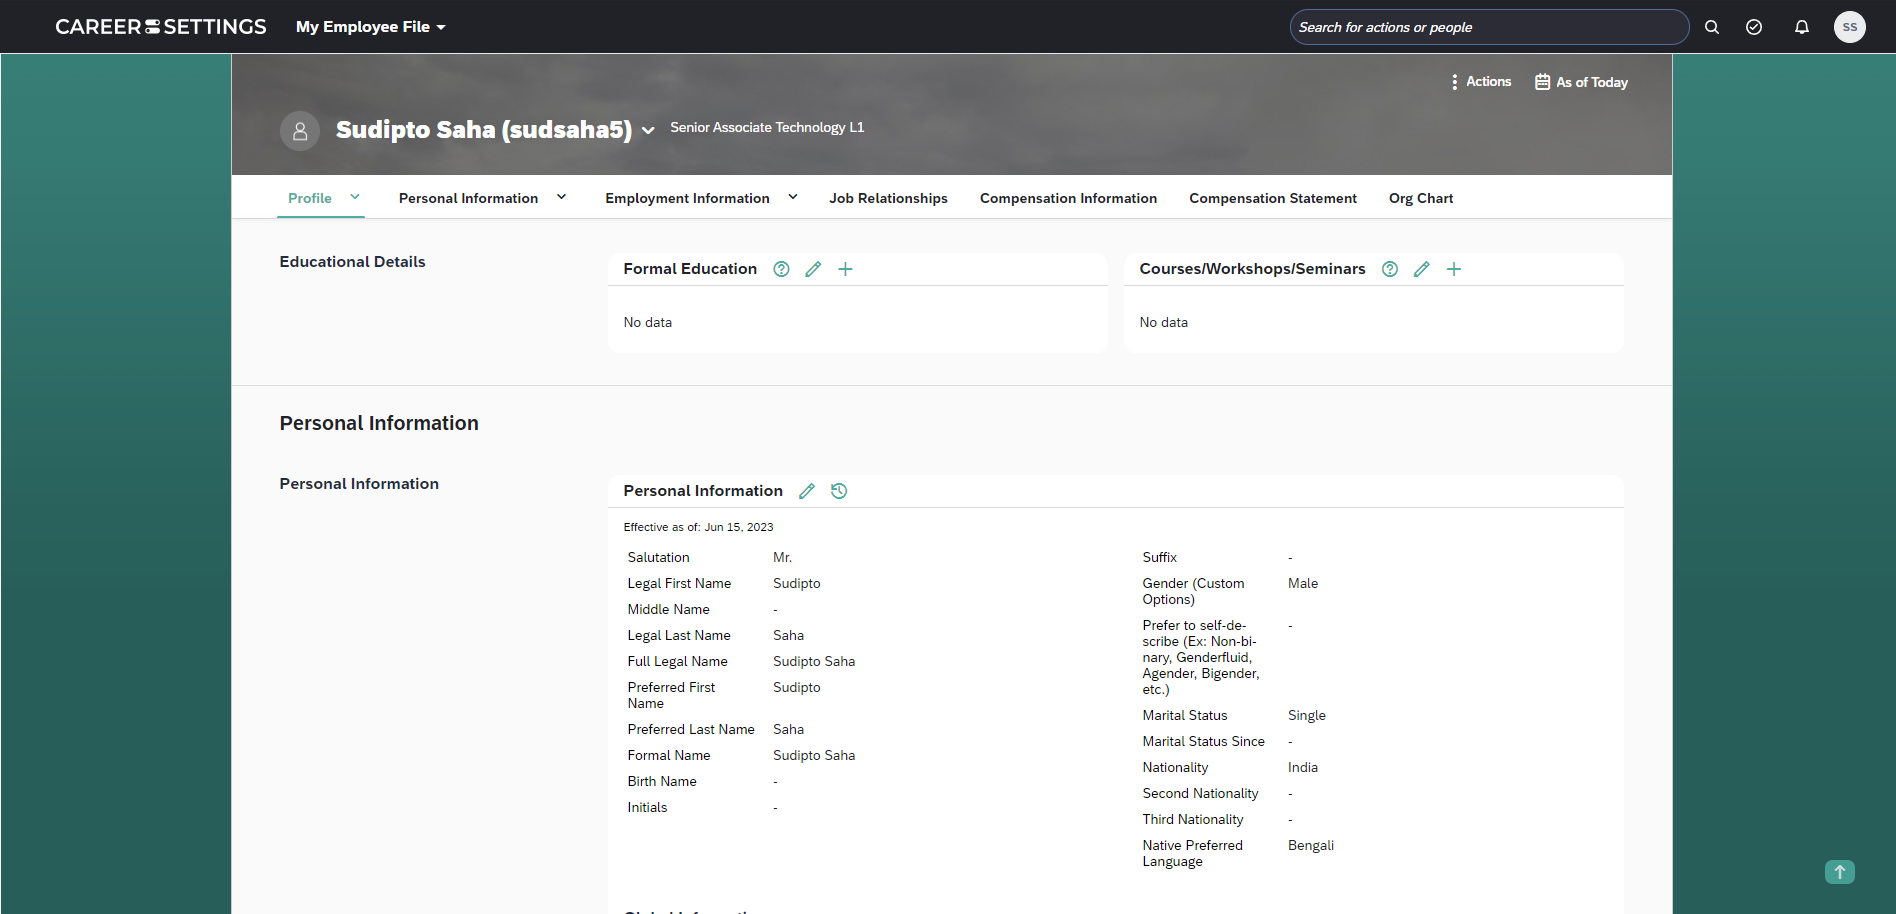 CAREER SETTINGS
My Employee File
Search for actions or people
SS
Actions
As of Today
Sudipto Saha (sudsaha5)
Senior Associate Technology L1
Profile
Personal Information
Employment Information
Job Relationships
Compensation Information
Compensation Statement
Org Chart
Educational Details
Formal Education
No data
Courses/Workshops/Seminars
No data
Personal Information
Personal Information
Personal Information
Effective as of: Jun 15, 2023
Salutation Mr.
Legal First Name Sudipto
Middle Name -
Legal Last Name Saha
Full Legal Name Sudipto Saha
Preferred First
Name Sudipto
Preferred Last Name Saha
Formal Name Sudipto Saha
Birth Name -
Initials -
Suffix -
Gender (Custom
Options) Male
Prefer to self-de-
scribe (Ex: Non-bi-
nary, Genderfluid,
Agender, Bigender,
etc.) -
Marital Status Single
Marital Status Since -
Nationality India
Second Nationality -
Third Nationality -
Native Preferred
Language Bengali